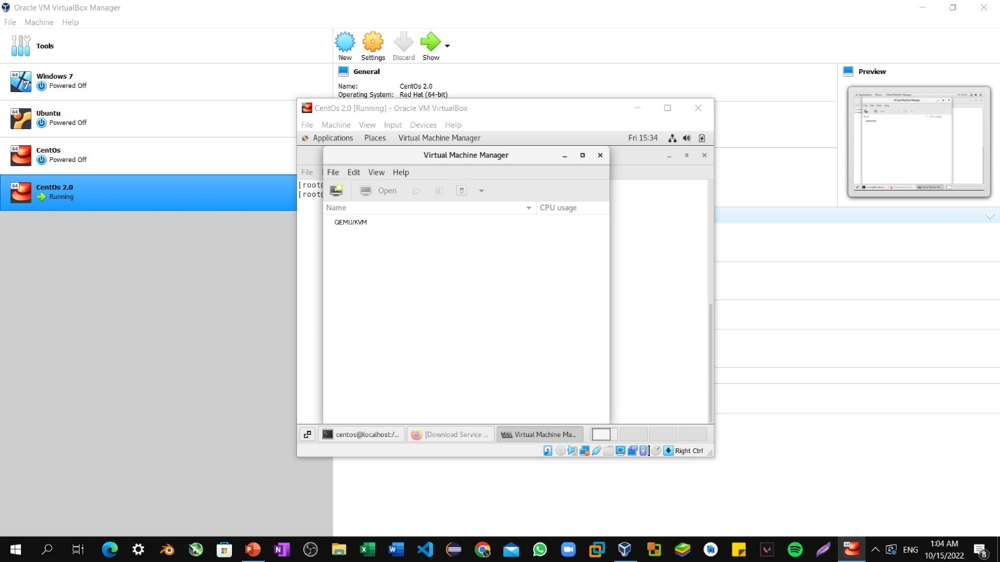 Oracle VM VirtualBox Manager
File Machine Help
Tools
New Settings Discard Show
64
Windows 7
Powered Off
64
Ubuntu
Powered Off
64
CentOs
Powered Off
64
CentOs 2.0
Running
General
Name: CentOs 2.0
Operating System: Red Hat (64-bit)
Preview
CentOs 2.0 [Running] - Oracle VM VirtualBox
File Machine View Input Devices Help
Applications Places Virtual Machine Manager Fri 15:34
Virtual Machine Manager
File
File Edit View Help
[root@
[root@
Open
Name CPU usage
QEMU/KVM
centos@localhost:/... [Download Service ... Virtual Machine Ma...
Right Ctrl
ENG
1:04 AM
10/15/2022
8